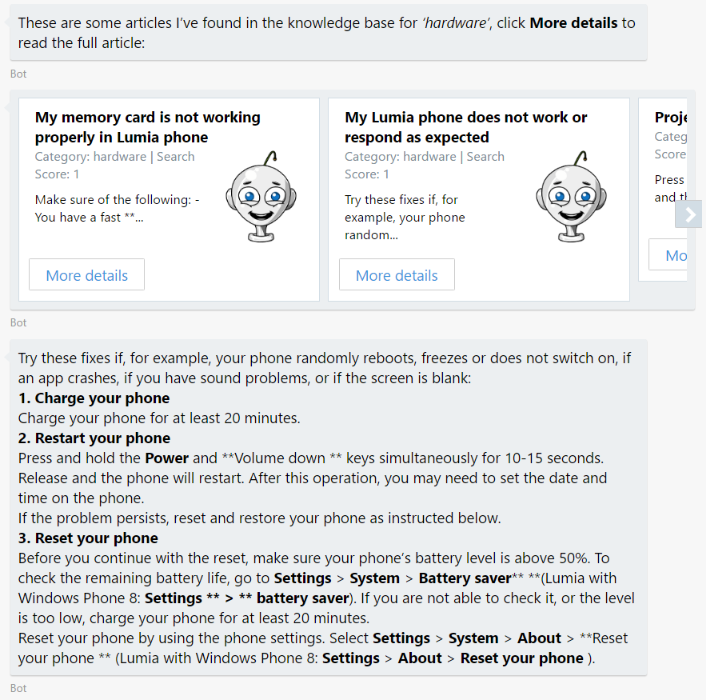 These are some articles I've found in the knowledge base for 'hardware', click More details to
read the full article:
Bot
My memory card is not working
properly in Lumia phone
Category: hardware | Search
Score: 1
Make sure of the following: -
You have a fast **...
More details
My Lumia phone does not work or
respond as expected
Category: hardware | Search
Score: 1
Try these fixes if, for
example, your phone
random...
More details
Proje
Categ
Score
Press
and th
Mo
Bot
Try these fixes if, for example, your phone randomly reboots, freezes or does not switch on, if
an app crashes, if you have sound problems, or if the screen is blank:
1. Charge your phone
Charge your phone for at least 20 minutes.
2. Restart your phone
Press and hold the Power and **Volume down ** keys simultaneously for 10-15 seconds.
Release and the phone will restart. After this operation, you may need to set the date and
time on the phone.
If the problem persists, reset and restore your phone as instructed below.
3. Reset your phone
Before you continue with the reset, make sure your phone's battery level is above 50%. To
check the remaining battery life, go to Settings > System > Battery saver** **(Lumia with
Windows Phone 8: Settings ** > ** battery saver). If you are not able to check it, or the level
is too low, charge your phone for at least 20 minutes.
Reset your phone by using the phone settings. Select Settings > System > About > **Reset
your phone ** (Lumia with Windows Phone 8: Settings > About > Reset your phone ).
Bot